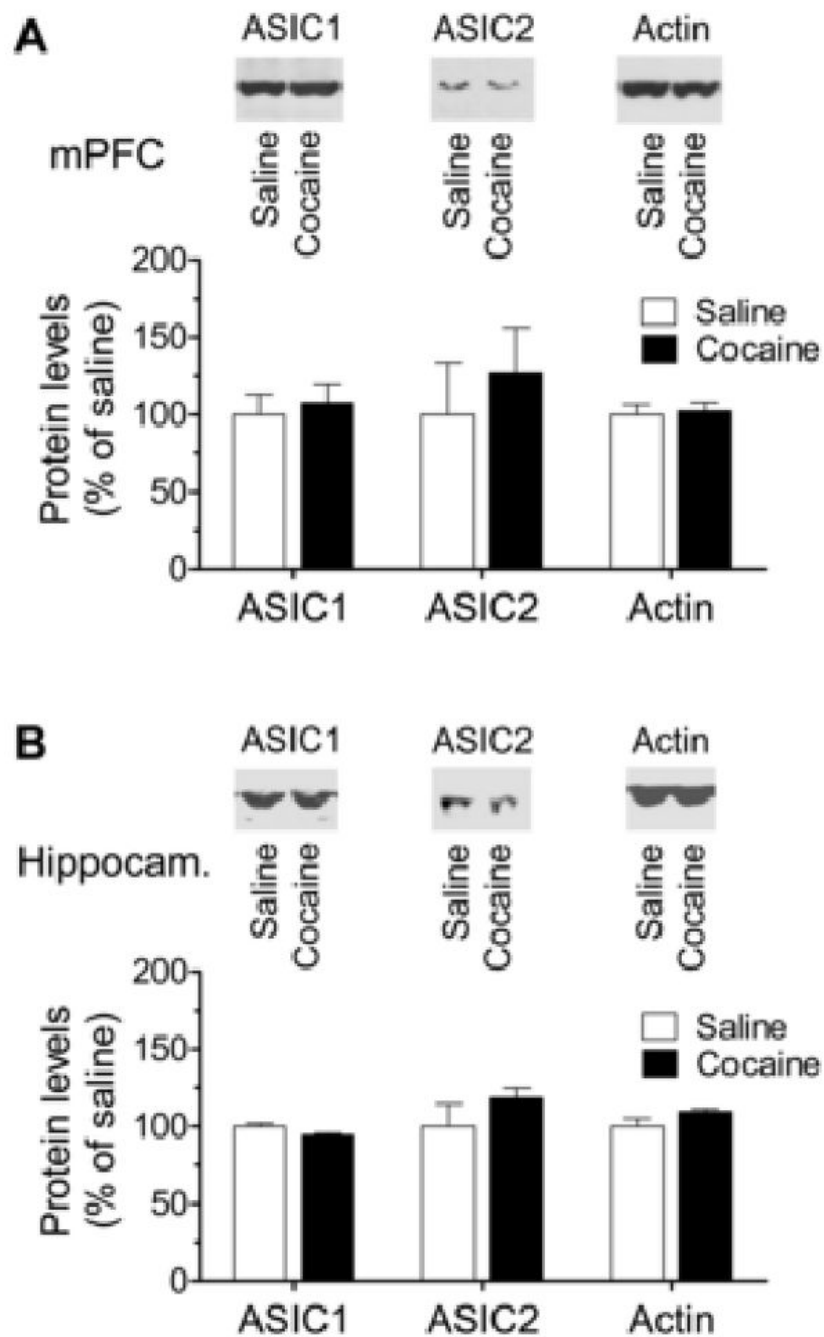 A
ASIC1 ASIC2 Actin
mPFC
Saline Cocaine Saline Cocaine Saline Cocaine
200
150
100
50
0
Protein levels
(% of saline)
Saline
Cocaine
ASIC1 ASIC2 Actin
B
ASIC1 ASIC2 Actin
Hippocam.
Saline Cocaine Saline Cocaine Saline Cocaine
200
150
100
50
0
Protein levels
(% of saline)
Saline
Cocaine
ASIC1 ASIC2 Actin